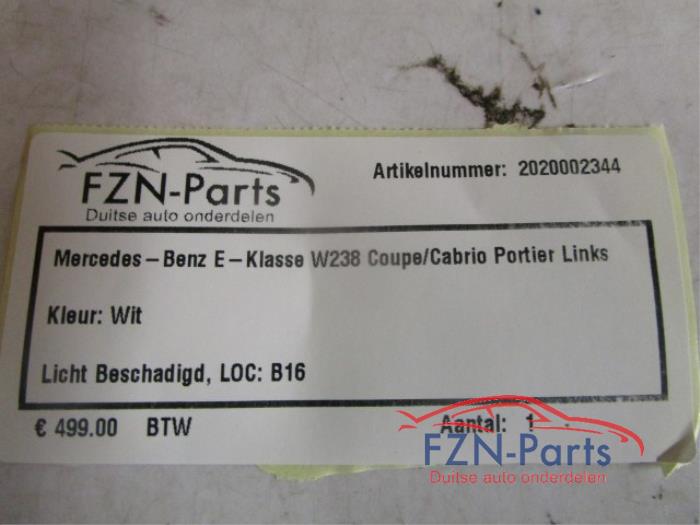 FZN-Parts
Duitse auto onderdelen
Artikelnummer: 2020002344
Mercedes-Benz E-Klasse W238 Coupe/Cabrio Portier Links
Kleur: Wit
Licht Beschadigd, LOC: B16
€ 499.00 BTW
Aantal: 1
FZN-Parts
Duitse auto onderdelen